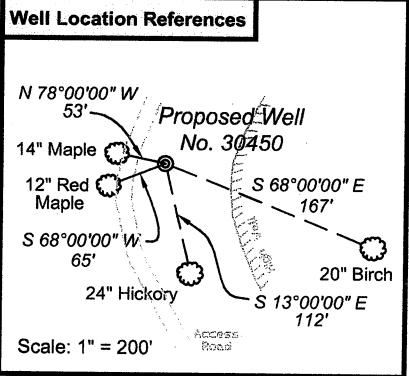 Well Location References
N 78°00'00" W
53'
Proposed Well
No. 30450
14" Maple
12" Red
Maple
S 68°00'00" E
167'
S 68°00'00" W
65'
20" Birch
24" Hickory
S 13°00'00" E
112'
Access
Road
Scale: 1" = 200'